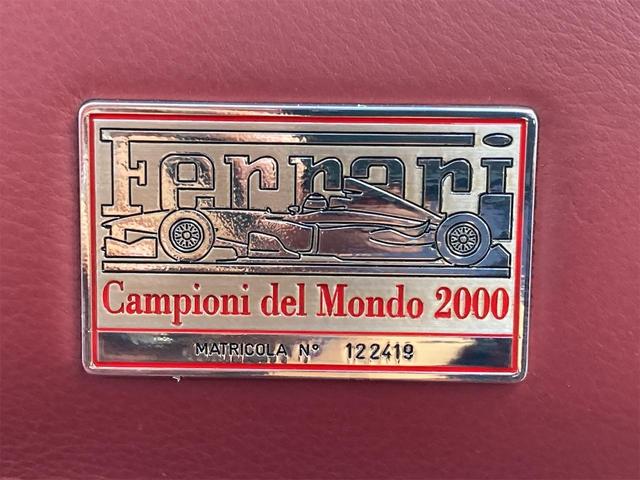 Ferrari
Campioni del Mondo 2000
MATRICOLA N° 122419